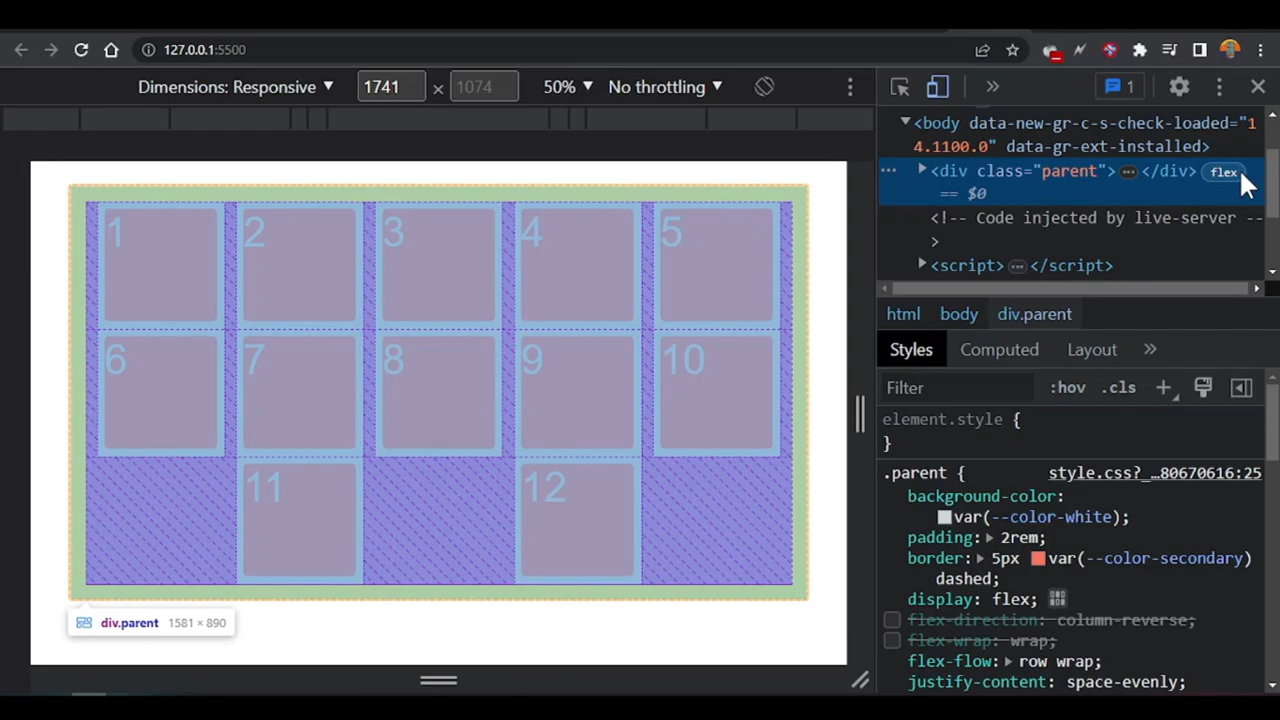 127.0.0.1:5500
Dimensions: Responsive ▼ 1741 × 1074 50% ▼ No throttling ▼
» 1
<body data-new-gr-c-s-check-loaded="1
4.1100.0" data-gr-ext-installed>
<div class="parent"> … </div> flex
== $0
<!-- Code injected by live-server --
>
<script> … </script>
html body div.parent
Styles Computed Layout »
Filter :hov .cls +
element.style {
}
.parent { style.css?_…80670616:25
background-color:
var(--color-white);
padding: 2rem;
border: 5px var(--color-secondary)
dashed;
display: flex;
flex-direction: column-reverse;
flex-wrap: wrap;
flex-flow: row wrap;
justify-content: space-evenly;
1 2 3 4 5
6 7 8 9 10
11 12
div.parent 1581 × 890